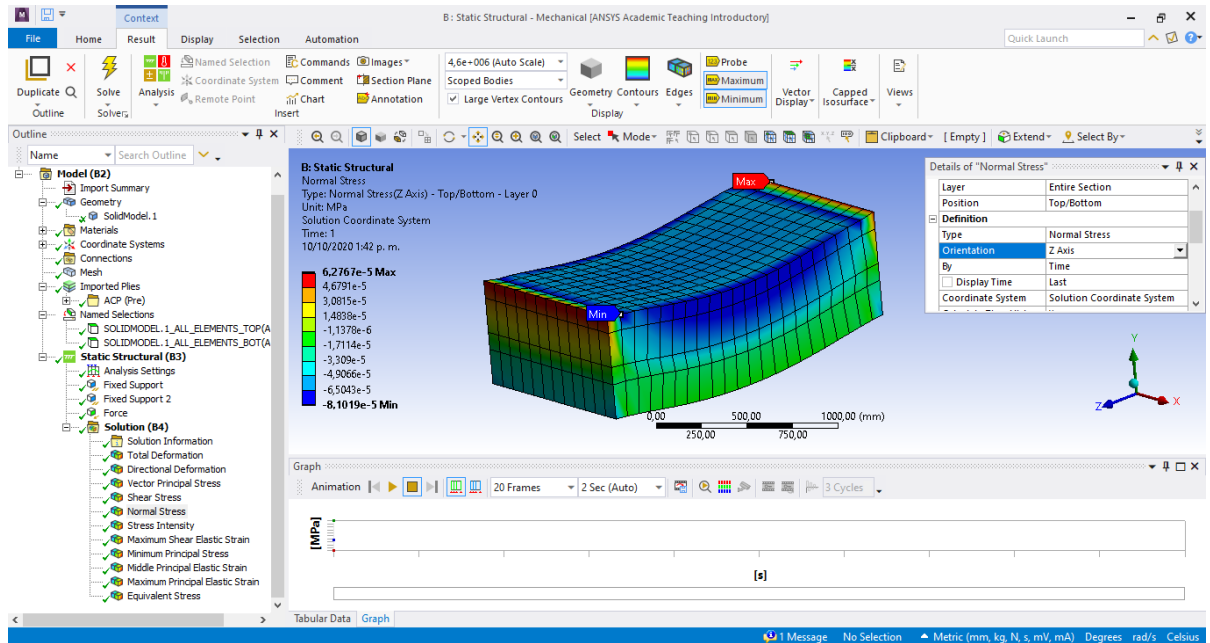 M
Context
B : Static Structural - Mechanical [ANSYS Academic Teaching Introductory]
File Home Result Display Selection Automation
Quick Launch
Duplicate
Outline
Solve
Solver
Analysis
Named Selection
Coordinate System
Remote Point
Commands
Comment
Chart
Images
Section Plane
Annotation
Insert
4,6e+006 (Auto Scale)
Scoped Bodies
Large Vertex Contours
Geometry Contours Edges
Display
Probe
Maximum
Minimum
Vector
Display
Capped
Isosurface
Views
Outline
Name
Search Outline
Model (B2)
Import Summary
Geometry
SolidModel.1
Materials
Coordinate Systems
Connections
Mesh
Imported Plies
ACP (Pre)
Named Selections
SOLIDMODEL.1_ALL_ELEMENTS_TOP(A
SOLIDMODEL.1_ALL_ELEMENTS_BOT(A
Static Structural (B3)
Analysis Settings
Fixed Support
Fixed Support 2
Force
Solution (B4)
Solution Information
Total Deformation
Directional Deformation
Vector Principal Stress
Shear Stress
Normal Stress
Stress Intensity
Maximum Shear Elastic Strain
Minimum Principal Stress
Middle Principal Elastic Strain
Maximum Principal Elastic Strain
Equivalent Stress
Select Mode Clipboard [ Empty ] Extend Select By
B: Static Structural
Normal Stress
Type: Normal Stress(Z Axis) - Top/Bottom - Layer 0
Unit: MPa
Solution Coordinate System
Time: 1
10/10/2020 1:42 p. m.
6,2767e-5 Max
4,6791e-5
3,0815e-5
1,4838e-5
-1,1378e-6
-1,7114e-5
-3,309e-5
-4,9066e-5
-6,5043e-5
-8,1019e-5 Min
Max
Min
0,00 500,00 1000,00 (mm)
250,00 750,00
Y
Z X
Details of "Normal Stress"
Layer Entire Section
Position Top/Bottom
Definition
Type Normal Stress
Orientation Z Axis
By Time
Display Time Last
Coordinate System Solution Coordinate System
Graph
Animation 20 Frames 2 Sec (Auto) 3 Cycles
[MPa]
[s]
Tabular Data Graph
1 Message No Selection Metric (mm, kg, N, s, mV, mA) Degrees rad/s Celsius